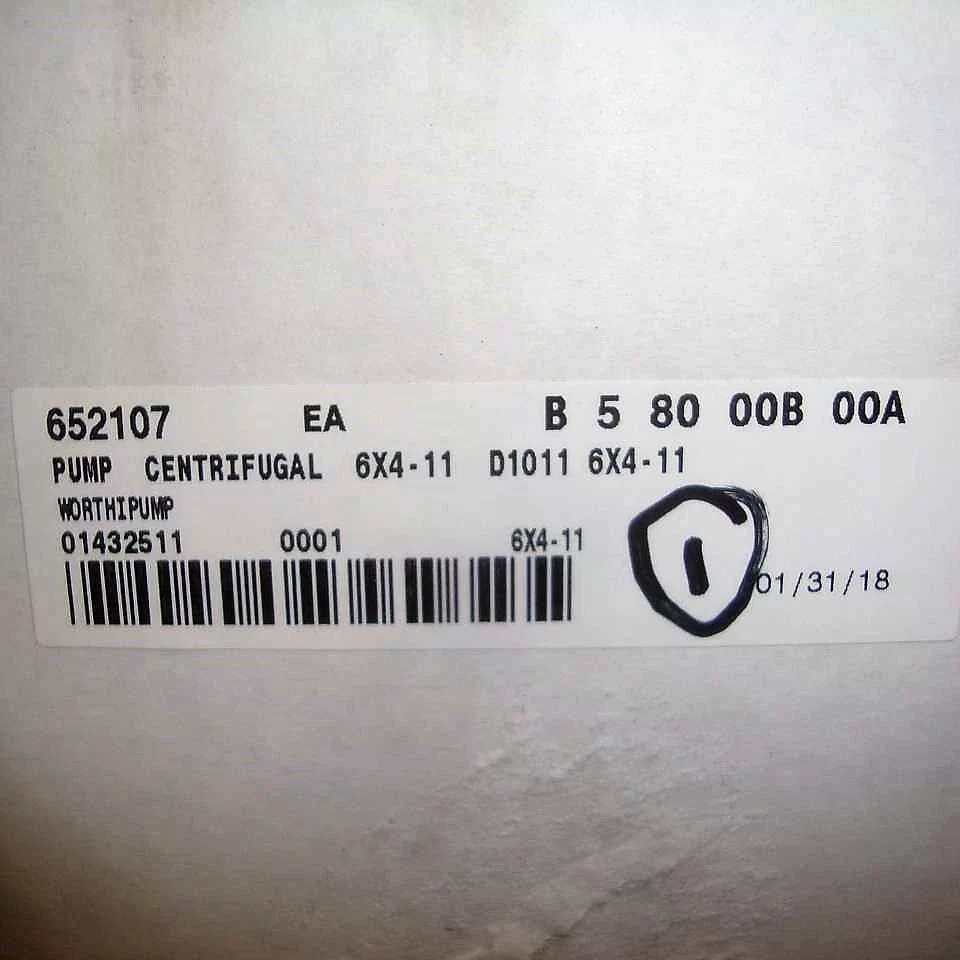 652107 EA B 5 80 00B 00A
PUMP CENTRIFUGAL 6X4-11 D1011 6X4-11
WORTHIPUMP
01432511 0001 6X4-11
1
01/31/18